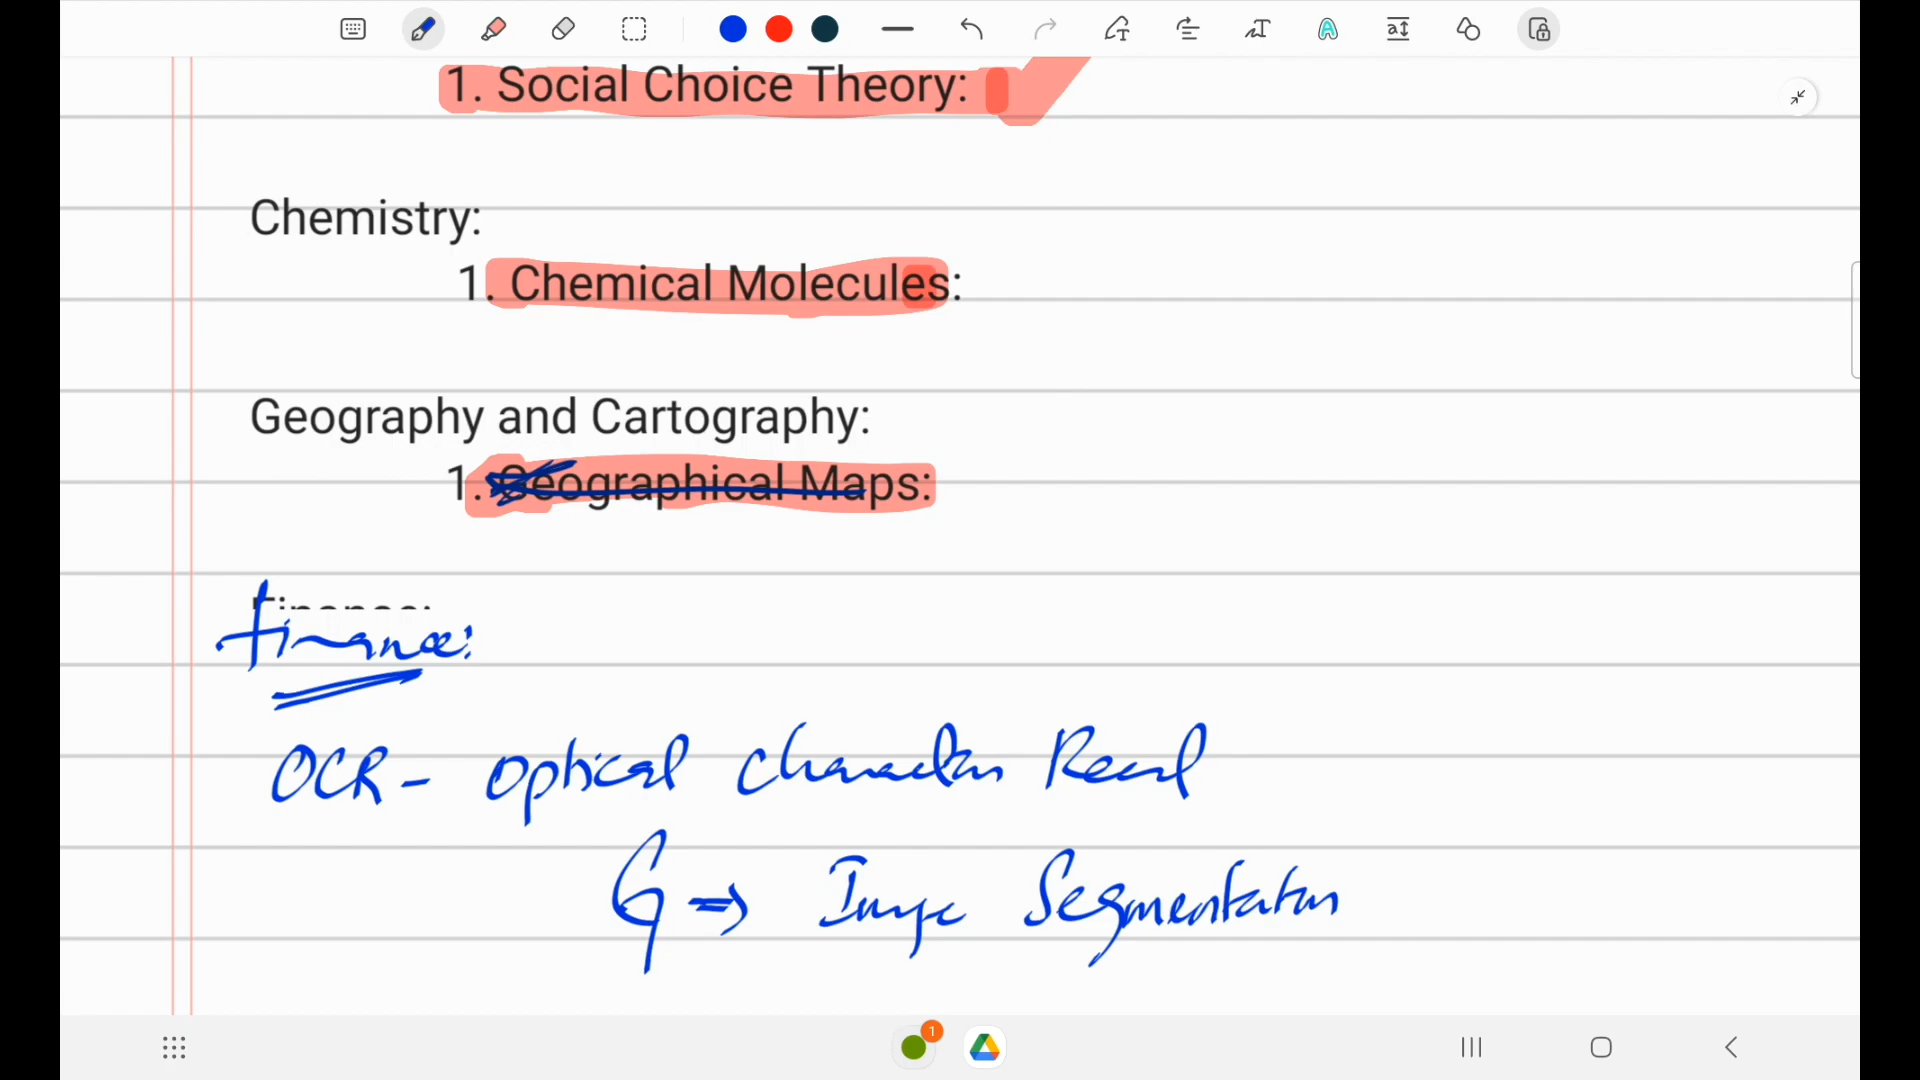 1. Social Choice Theory:
Chemistry:
1. Chemical Molecules:
Geography and Cartography:
1. Geographical Maps:
Finance:
OCR - Optical Character Read
G ⇒ Image Segmentation
1